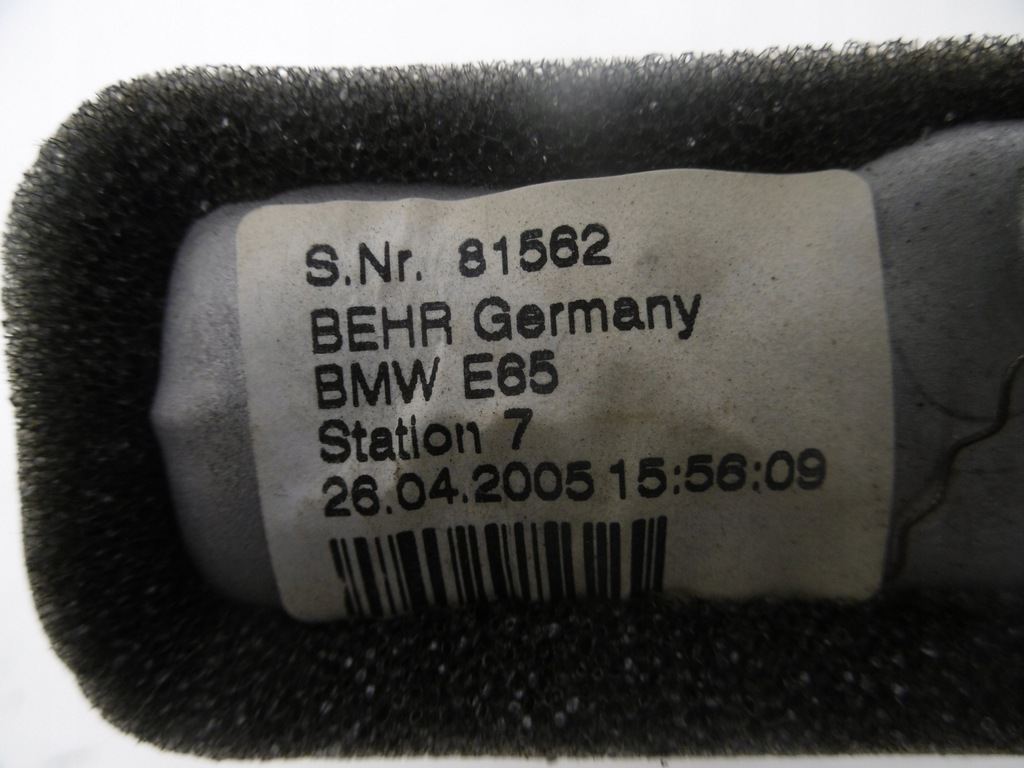 S.Nr. 81562
BEHR Germany
BMW E65
Station 7
26.04.2005 15:56:09